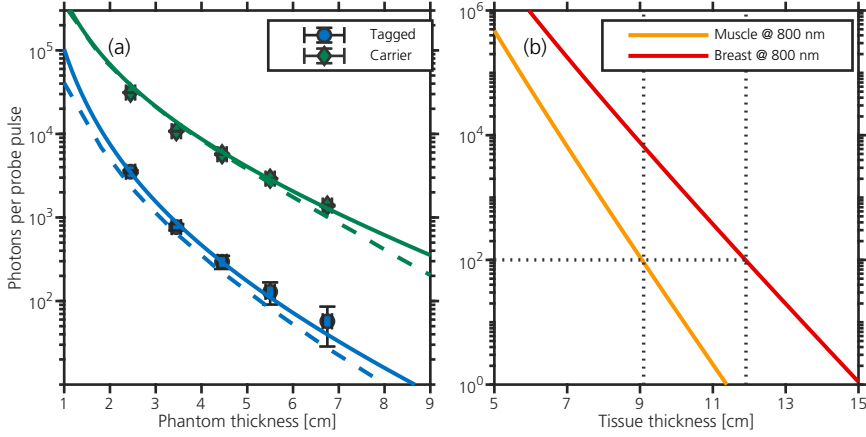 (a)
Tagged
Carrier
10^5
10^4
10^3
10^2
Photons per probe pulse
1 2 3 4 5 6 7 8 9
Phantom thickness [cm]
(b)
Muscle @ 800 nm
Breast @ 800 nm
10^6
10^4
10^2
10^0
5 7 9 11 13 15
Tissue thickness [cm]